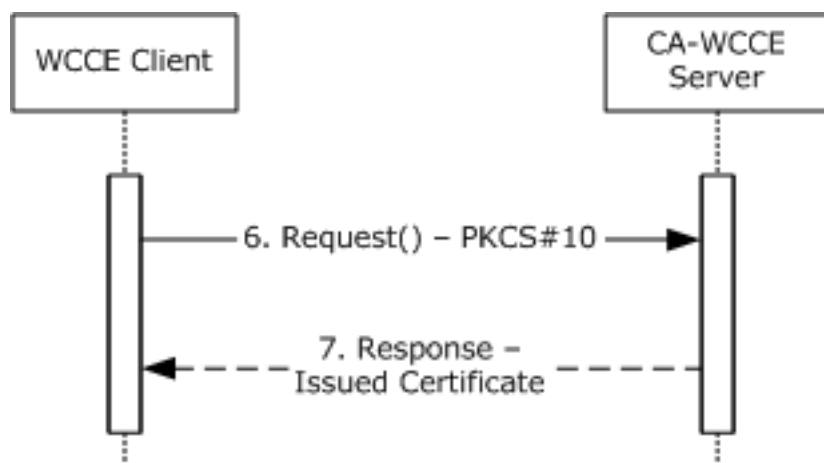 WCCE Client
CA-WCCE
Server
6. Request() – PKCS#10
7. Response –
Issued Certificate